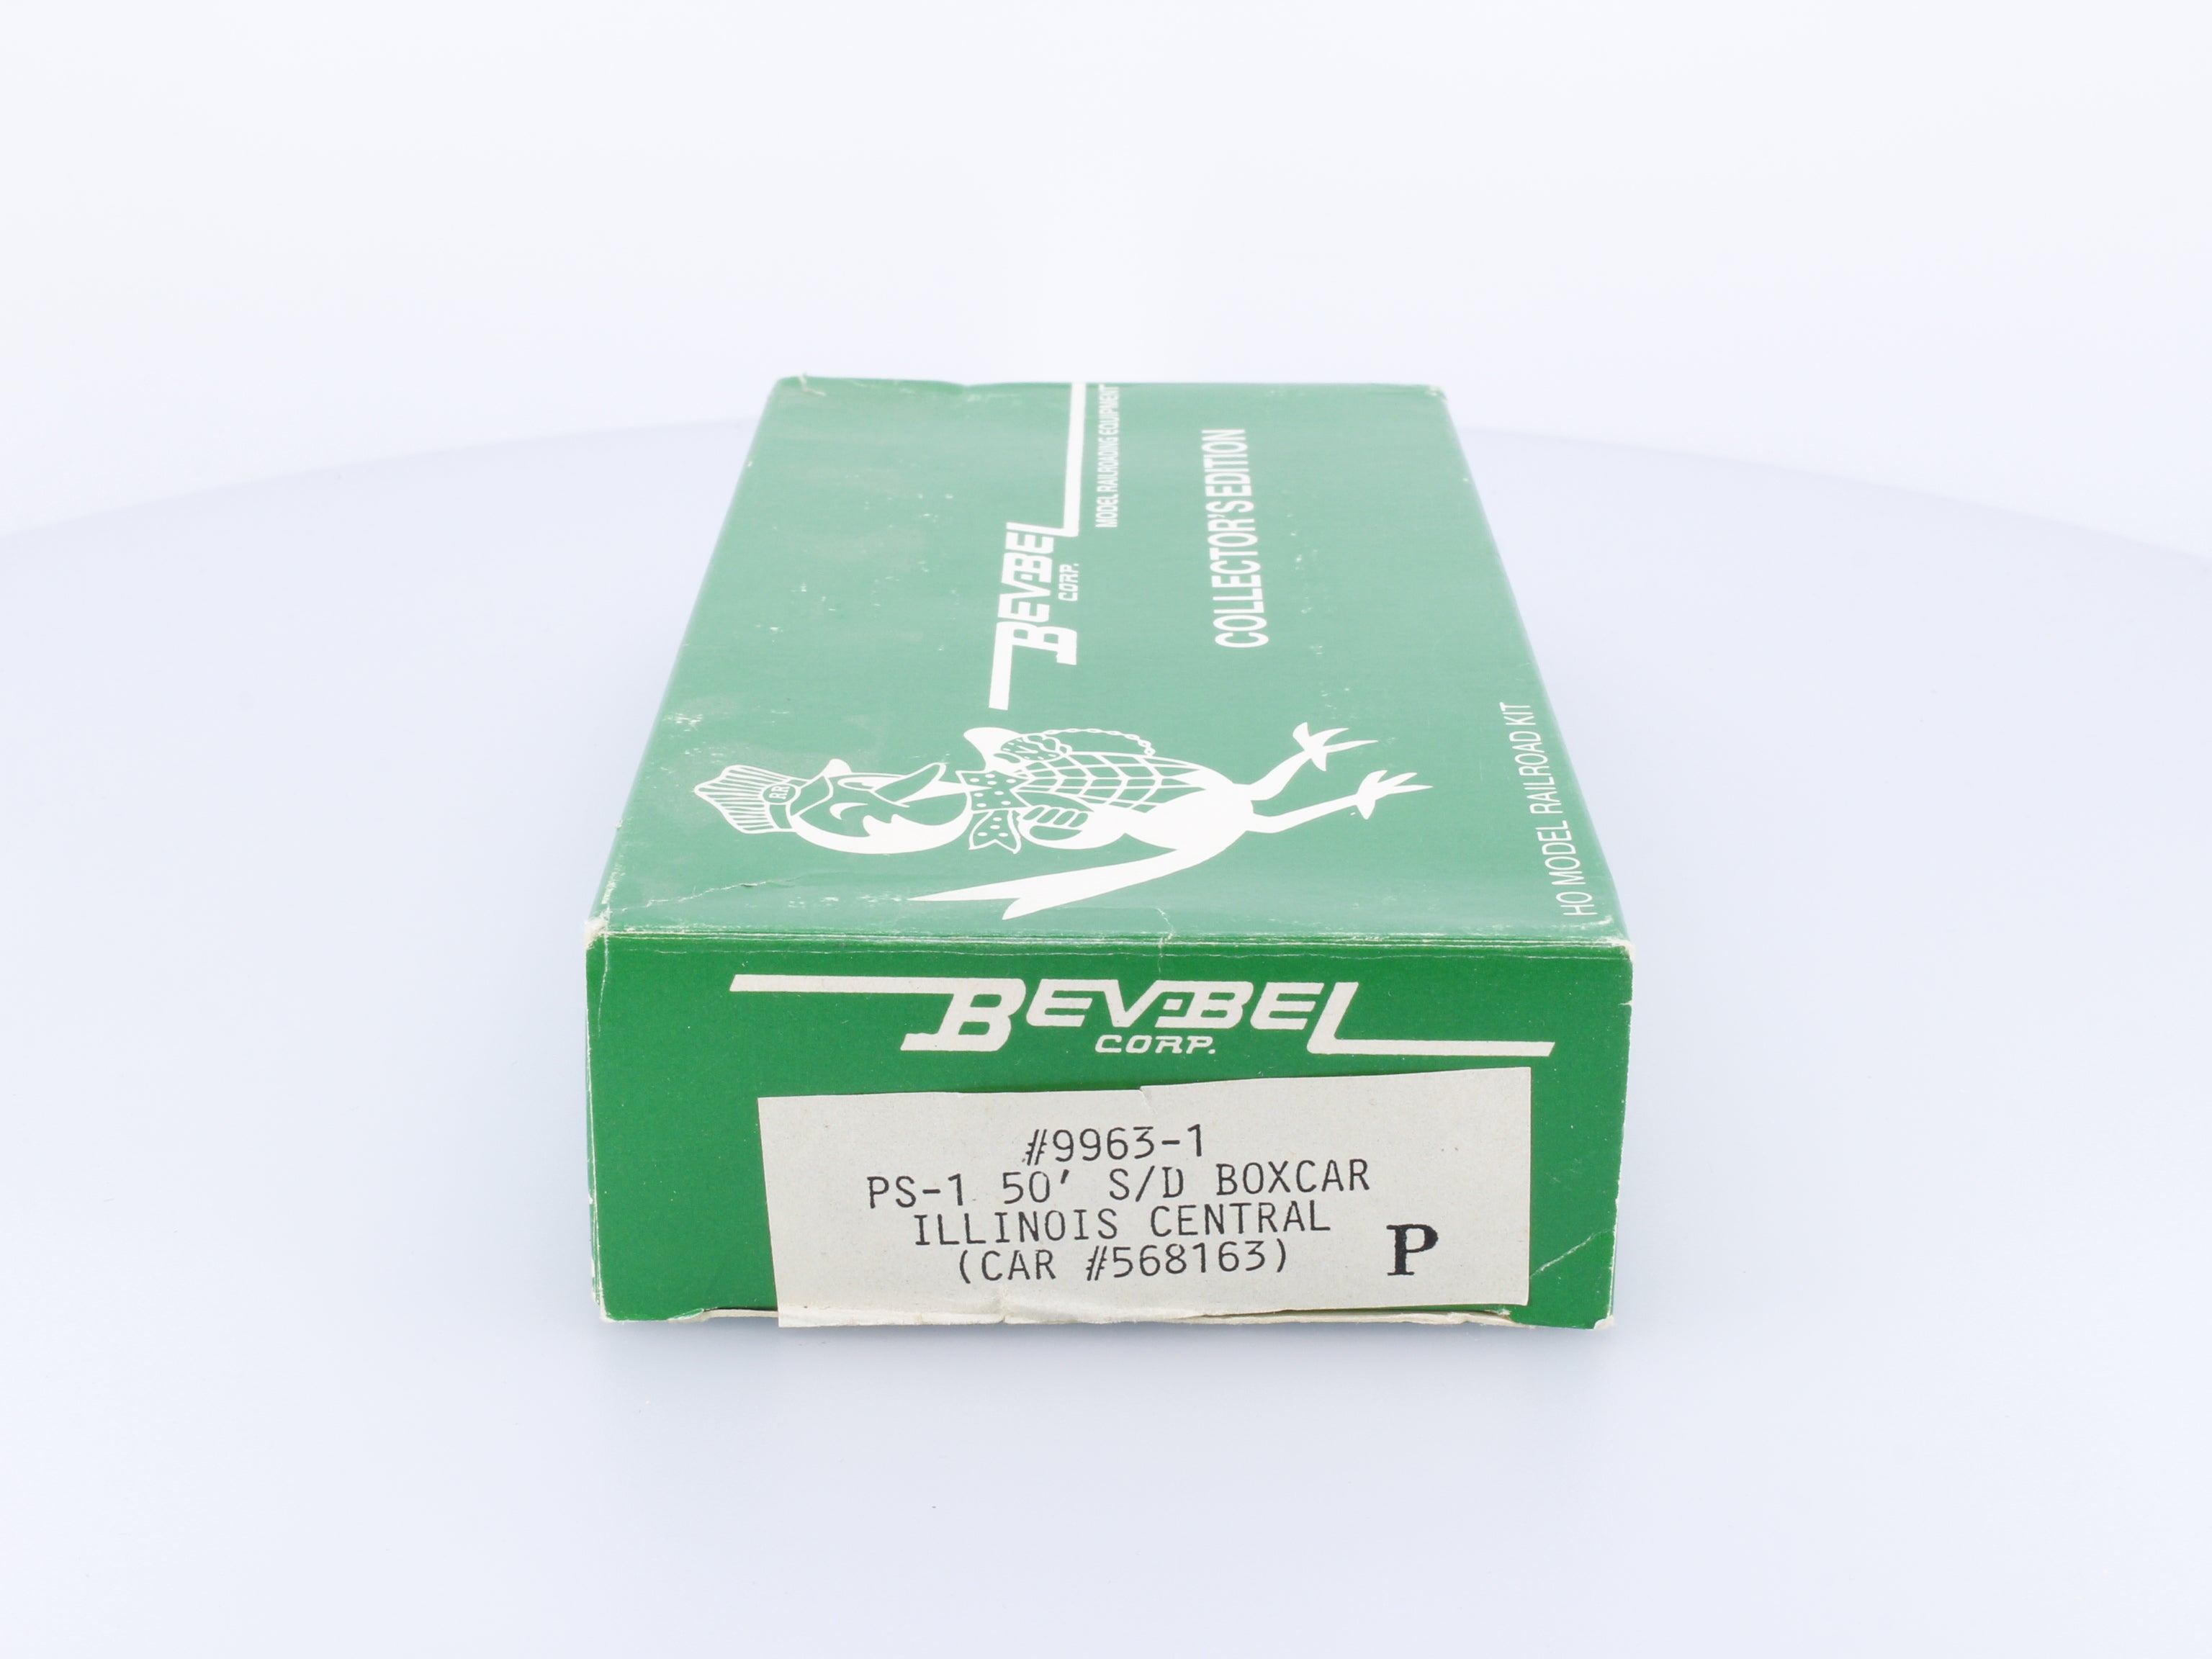 BEV-BEL
CORP.
MODEL RAILROADING EQUIPMENT
COLLECTOR'S EDITION
RR
HO MODEL RAILROAD KIT
BEV-BEL
CORP.
#9963-1
PS-1 50' S/D BOXCAR
ILLINOIS CENTRAL
(CAR #568163)
P